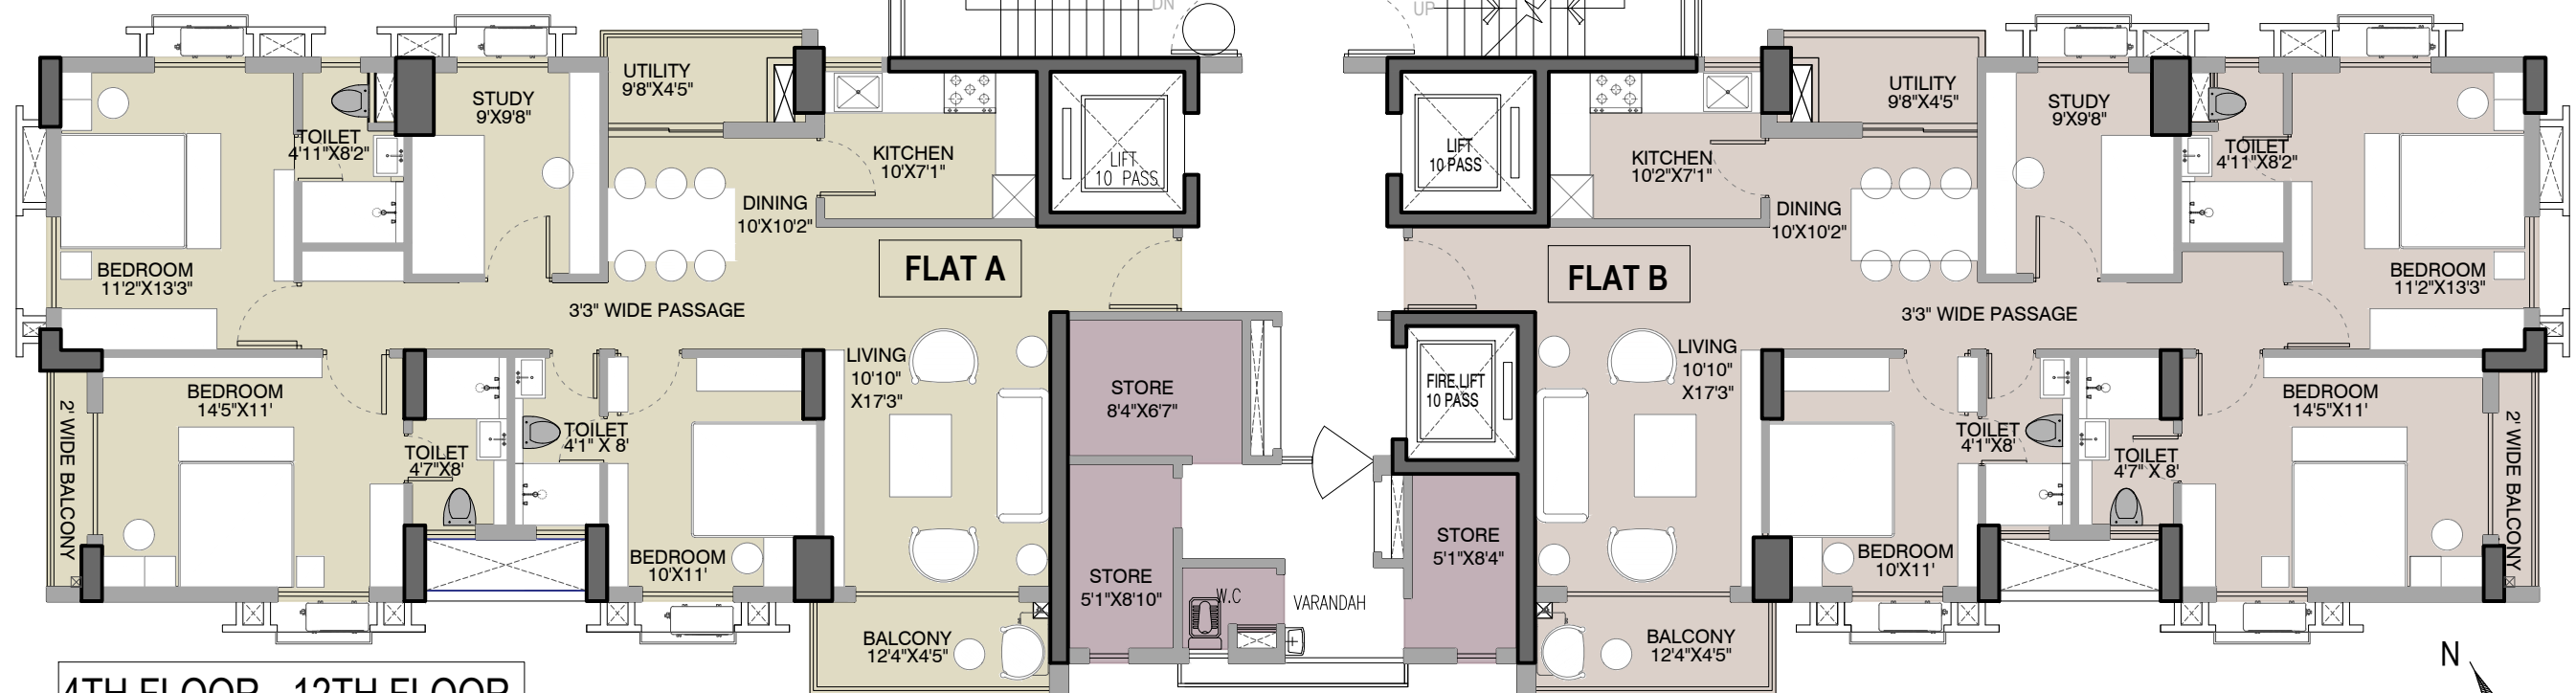 DN
UP
UTILITY
9'8"X4'5"
STUDY
9'X9'8"
TOILET
4'11"X8'2"
KITCHEN
10'X7'1"
LIFT
10 PASS
DINING
10'X10'2"
BEDROOM
11'2"X13'3"
FLAT A
3'3" WIDE PASSAGE
LIVING
10'10"
X17'3"
BEDROOM
14'5"X11'
2' WIDE BALCONY
TOILET
4'7"X8'
TOILET
4'1" X 8'
BEDROOM
10'X11'
BALCONY
12'4"X4'5"
STORE
8'4"X6'7"
STORE
5'1"X8'10"
W.C
VARANDAH
STORE
5'1"X8'4"
LIFT
10 PASS
FIRE LIFT
10 PASS
KITCHEN
10'2"X7'1"
UTILITY
9'8"X4'5"
STUDY
9'X9'8"
TOILET
4'11"X8'2"
DINING
10'X10'2"
FLAT B
BEDROOM
11'2"X13'3"
3'3" WIDE PASSAGE
LIVING
10'10"
X17'3"
BEDROOM
14'5"X11'
TOILET
4'1"X8'
TOILET
4'7" X 8'
2' WIDE BALCONY
BEDROOM
10'X11'
BALCONY
12'4"X4'5"
N
4TH FLOOR - 12TH FLOOR